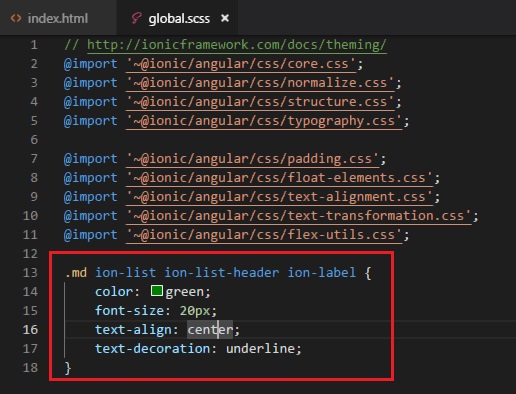 index.html global.scss
1 // http://ionicframework.com/docs/theming/
2 @import '~@ionic/angular/css/core.css';
3 @import '~@ionic/angular/css/normalize.css';
4 @import '~@ionic/angular/css/structure.css';
5 @import '~@ionic/angular/css/typography.css';
6
7 @import '~@ionic/angular/css/padding.css';
8 @import '~@ionic/angular/css/float-elements.css';
9 @import '~@ionic/angular/css/text-alignment.css';
10 @import '~@ionic/angular/css/text-transformation.css';
11 @import '~@ionic/angular/css/flex-utils.css';
12
13 .md ion-list ion-list-header ion-label {
14 color: green;
15 font-size: 20px;
16 text-align: center;
17 text-decoration: underline;
18 }